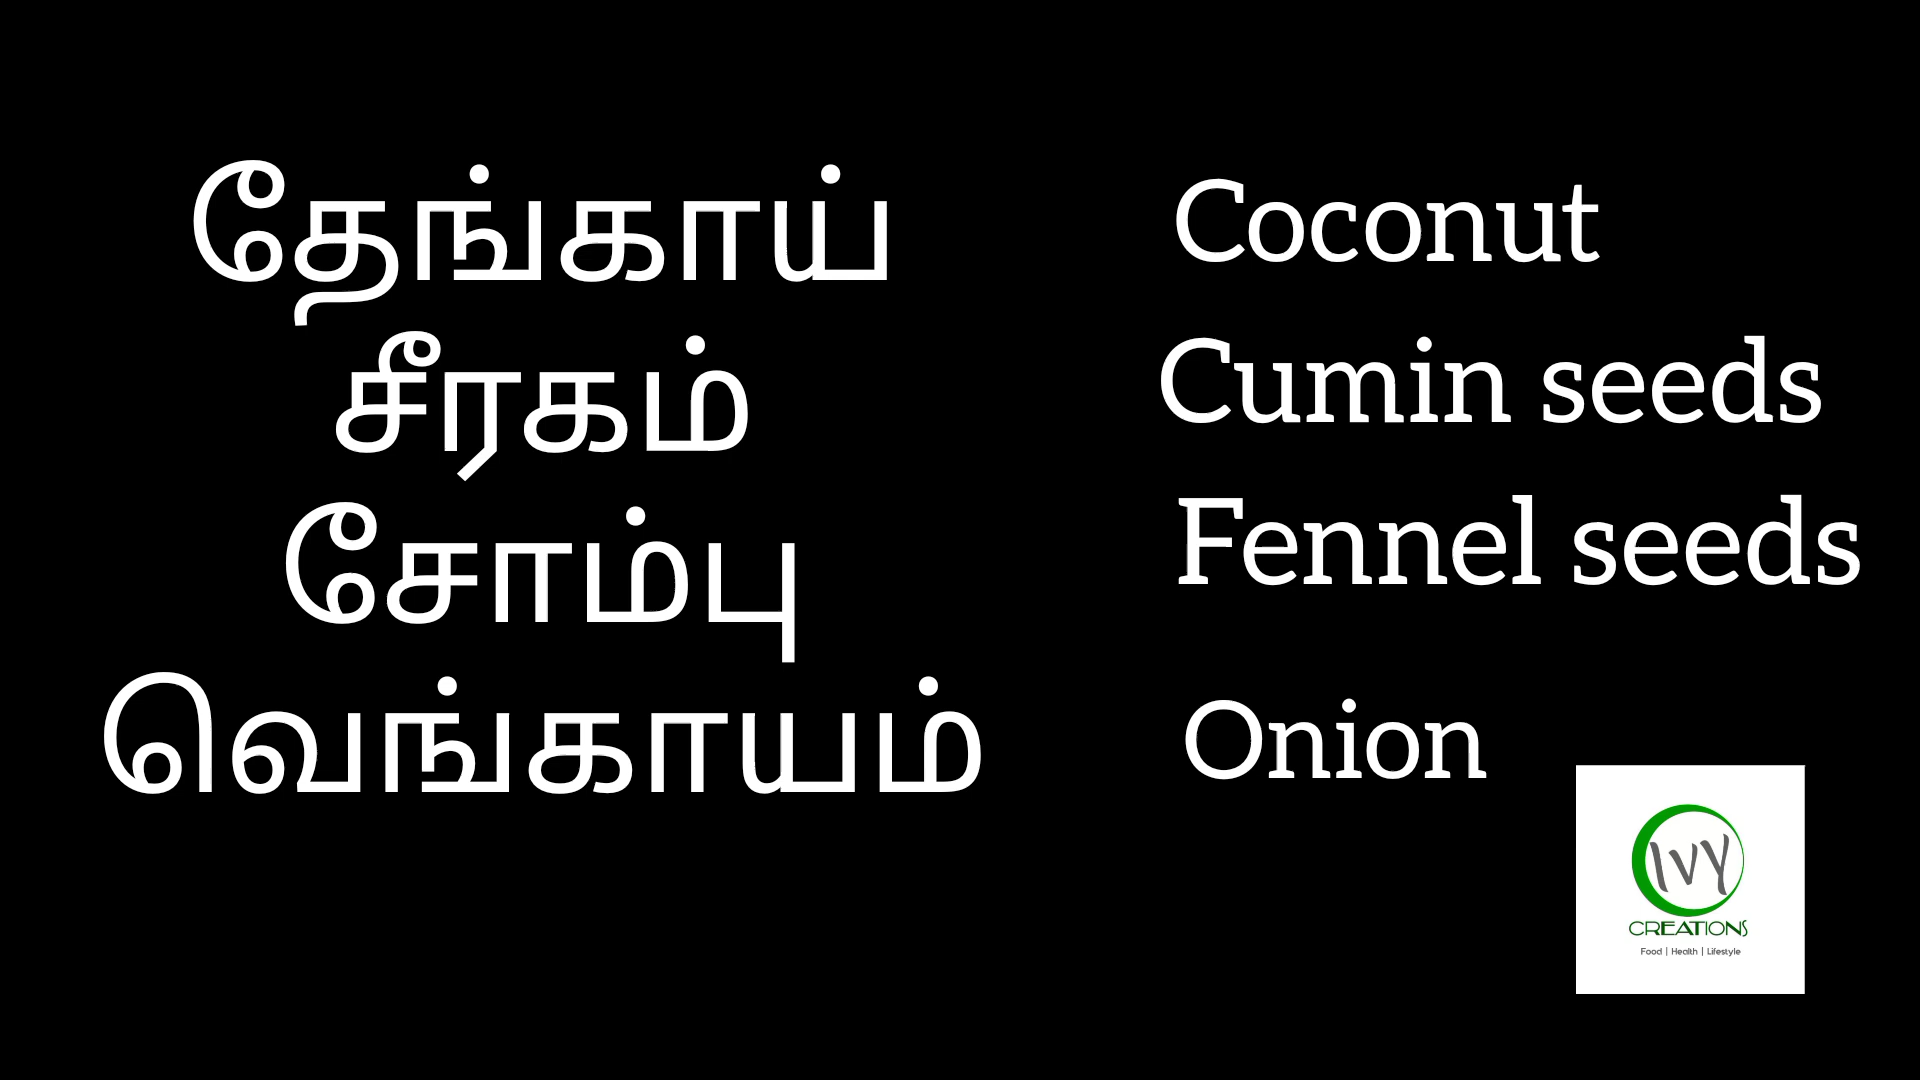 தேங்காய் Coconut
சீரகம் Cumin seeds
சோம்பு Fennel seeds
வெங்காயம் Onion
IVY
CREATIONS
Food | Health | Lifestyle